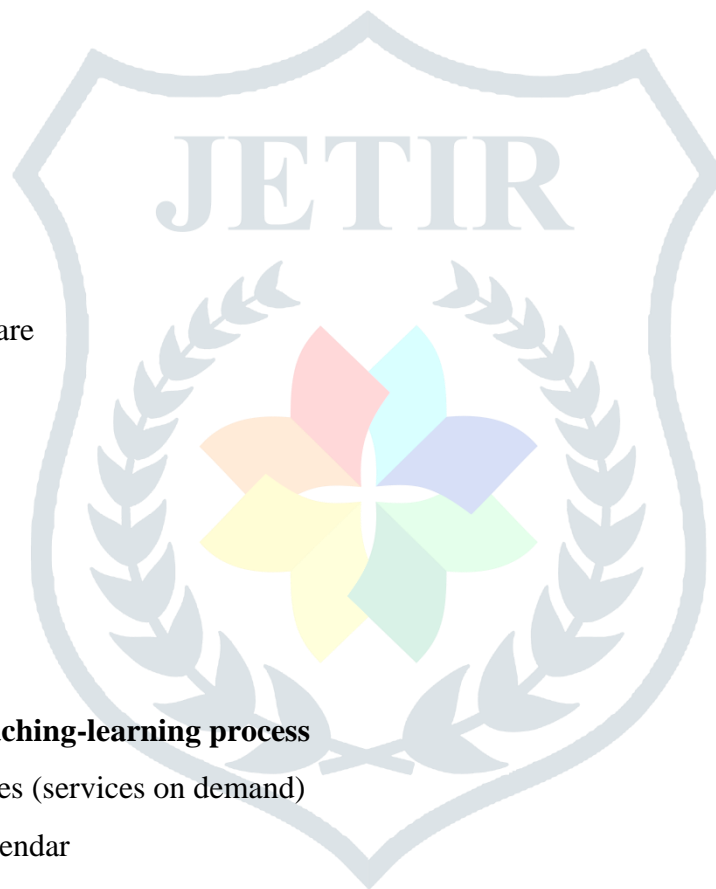 JETIR
are
ching-learning process
es (services on demand)
endar